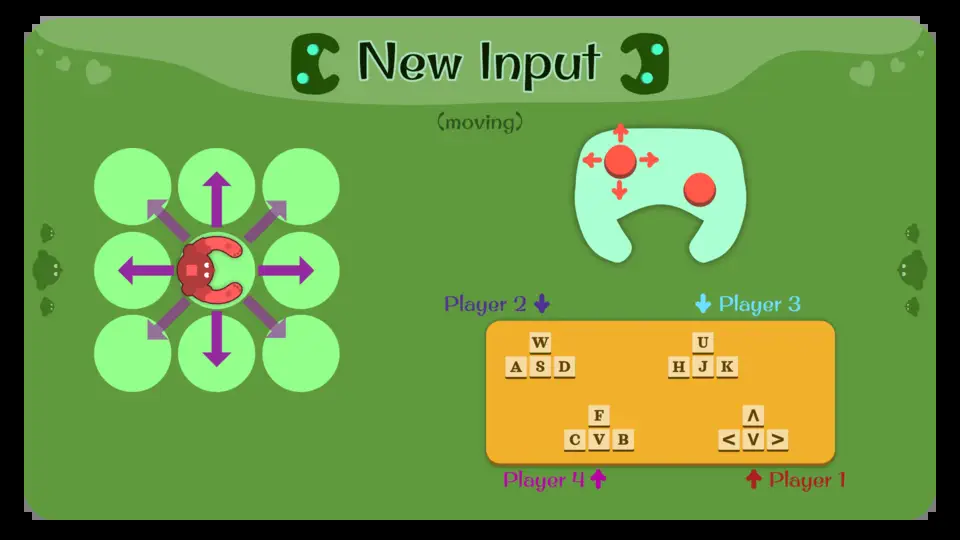 New Input
(moving)
Player 2
Player 3
W
U
A S D
H J K
F
Λ
C V B
< V >
Player 4
Player 1